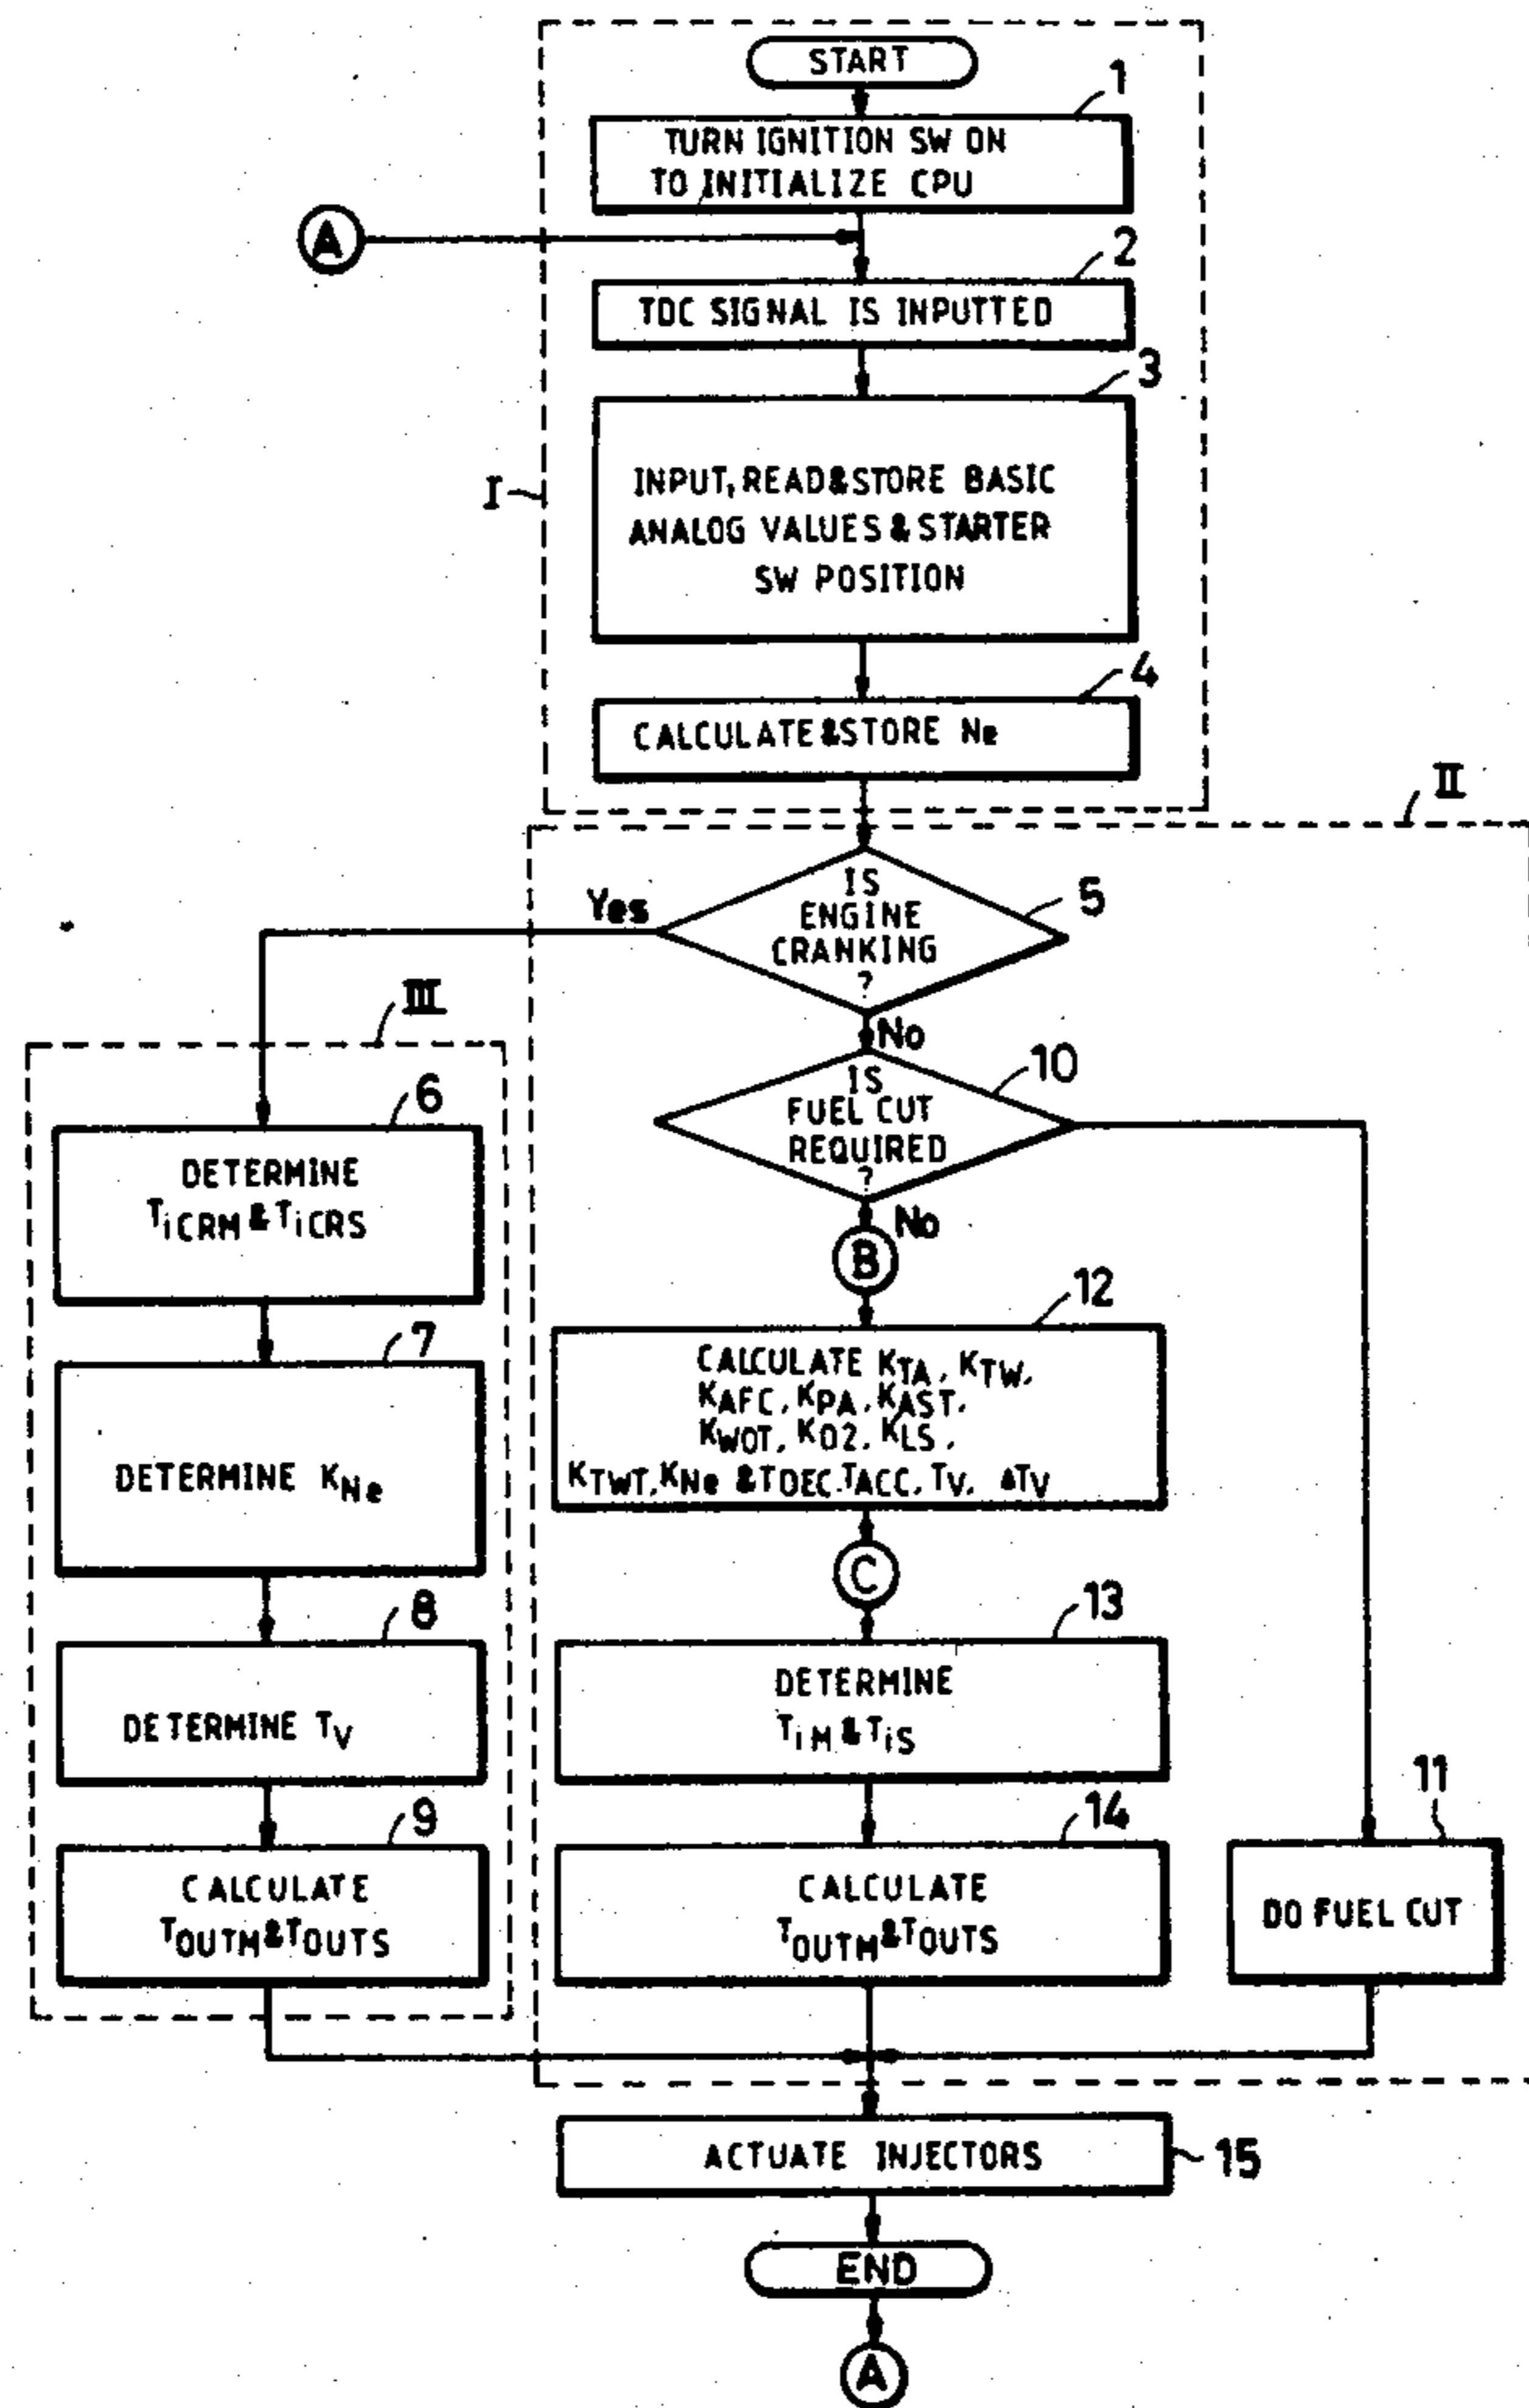 START
1
TURN IGNITION SW ON
TO INITIALIZE CPU
A
2
TDC SIGNAL IS INPUTTED
3
I
INPUT, READ & STORE BASIC
ANALOG VALUES & STARTER
SW POSITION
4
CALCULATE & STORE Ne
II
5
IS
ENGINE
CRANKING
?
Yes
No
III
10
IS
FUEL CUT
REQUIRED
?
No
B
6
DETERMINE
TiCRM & TiCRS
7
DETERMINE KNe
8
DETERMINE TV
9
CALCULATE
TOUTM & TOUTS
12
CALCULATE KTA, KTW,
KAFC, KPA, KAST,
KWOT, KO2, KLS,
KTWT, KNe & TDEC. TACC, TV, ΔTV
C
13
DETERMINE
TiM & TiS
14
CALCULATE
TOUTM & TOUTS
11
DO FUEL CUT
ACTUATE INJECTORS
15
END
A